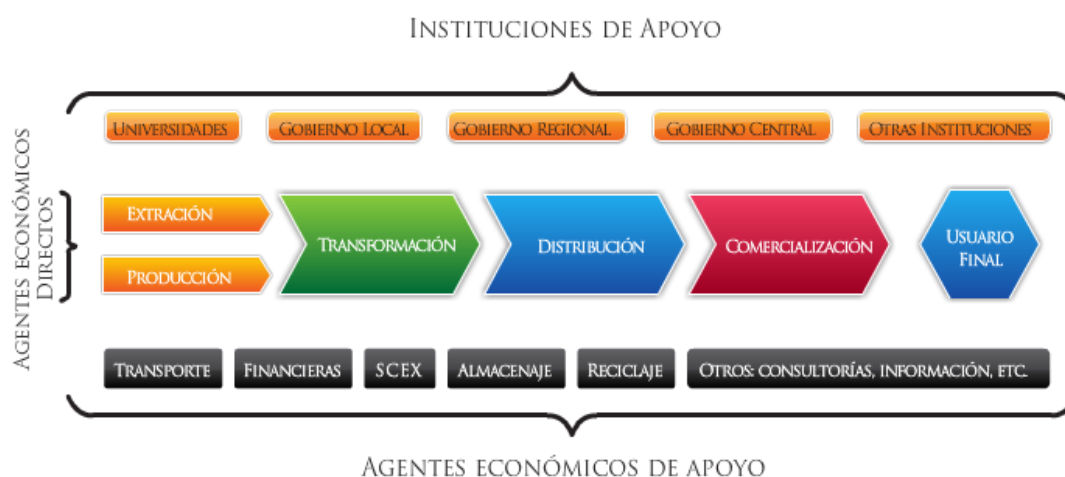 Instituciones de Apoyo
Universidades
Gobierno Local
Gobierno Regional
Gobierno Central
Otras Instituciones
Agentes económicos
Directos
Extracción
Producción
Transformación
Distribución
Comercialización
Usuario
Final
Transporte
Financieras
SCEX
Almacenaje
Reciclaje
Otros: consultorías, información, etc.
Agentes económicos de apoyo